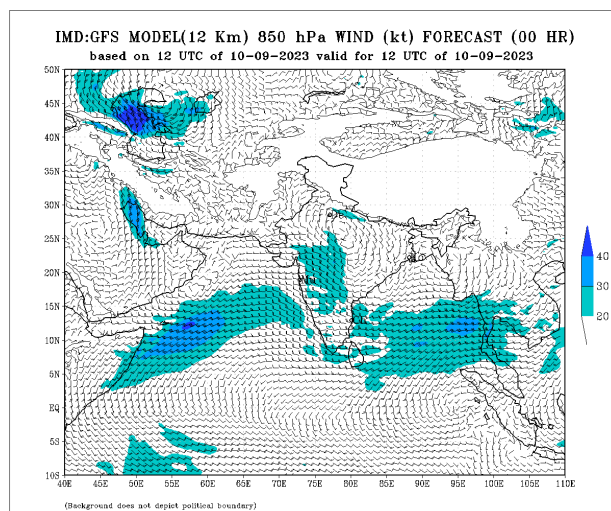 IMD:GFS MODEL(12 Km) 850 hPa WIND (kt) FORECAST (00 HR)
based on 12 UTC of 10-09-2023 valid for 12 UTC of 10-09-2023
50N
45N
40N
35N
30N
25N
20N
15N
10N
5N
EQ
5S
10S
40E 45E 50E 55E 60E 65E 70E 75E 80E 85E 90E 95E 100E 105E 110E
40
30
20
(Background does not depict political boundary)